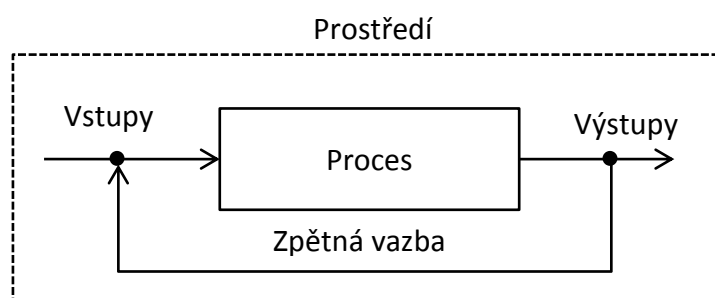 Prostředí
Vstupy
Výstupy
Proces
Zpětná vazba